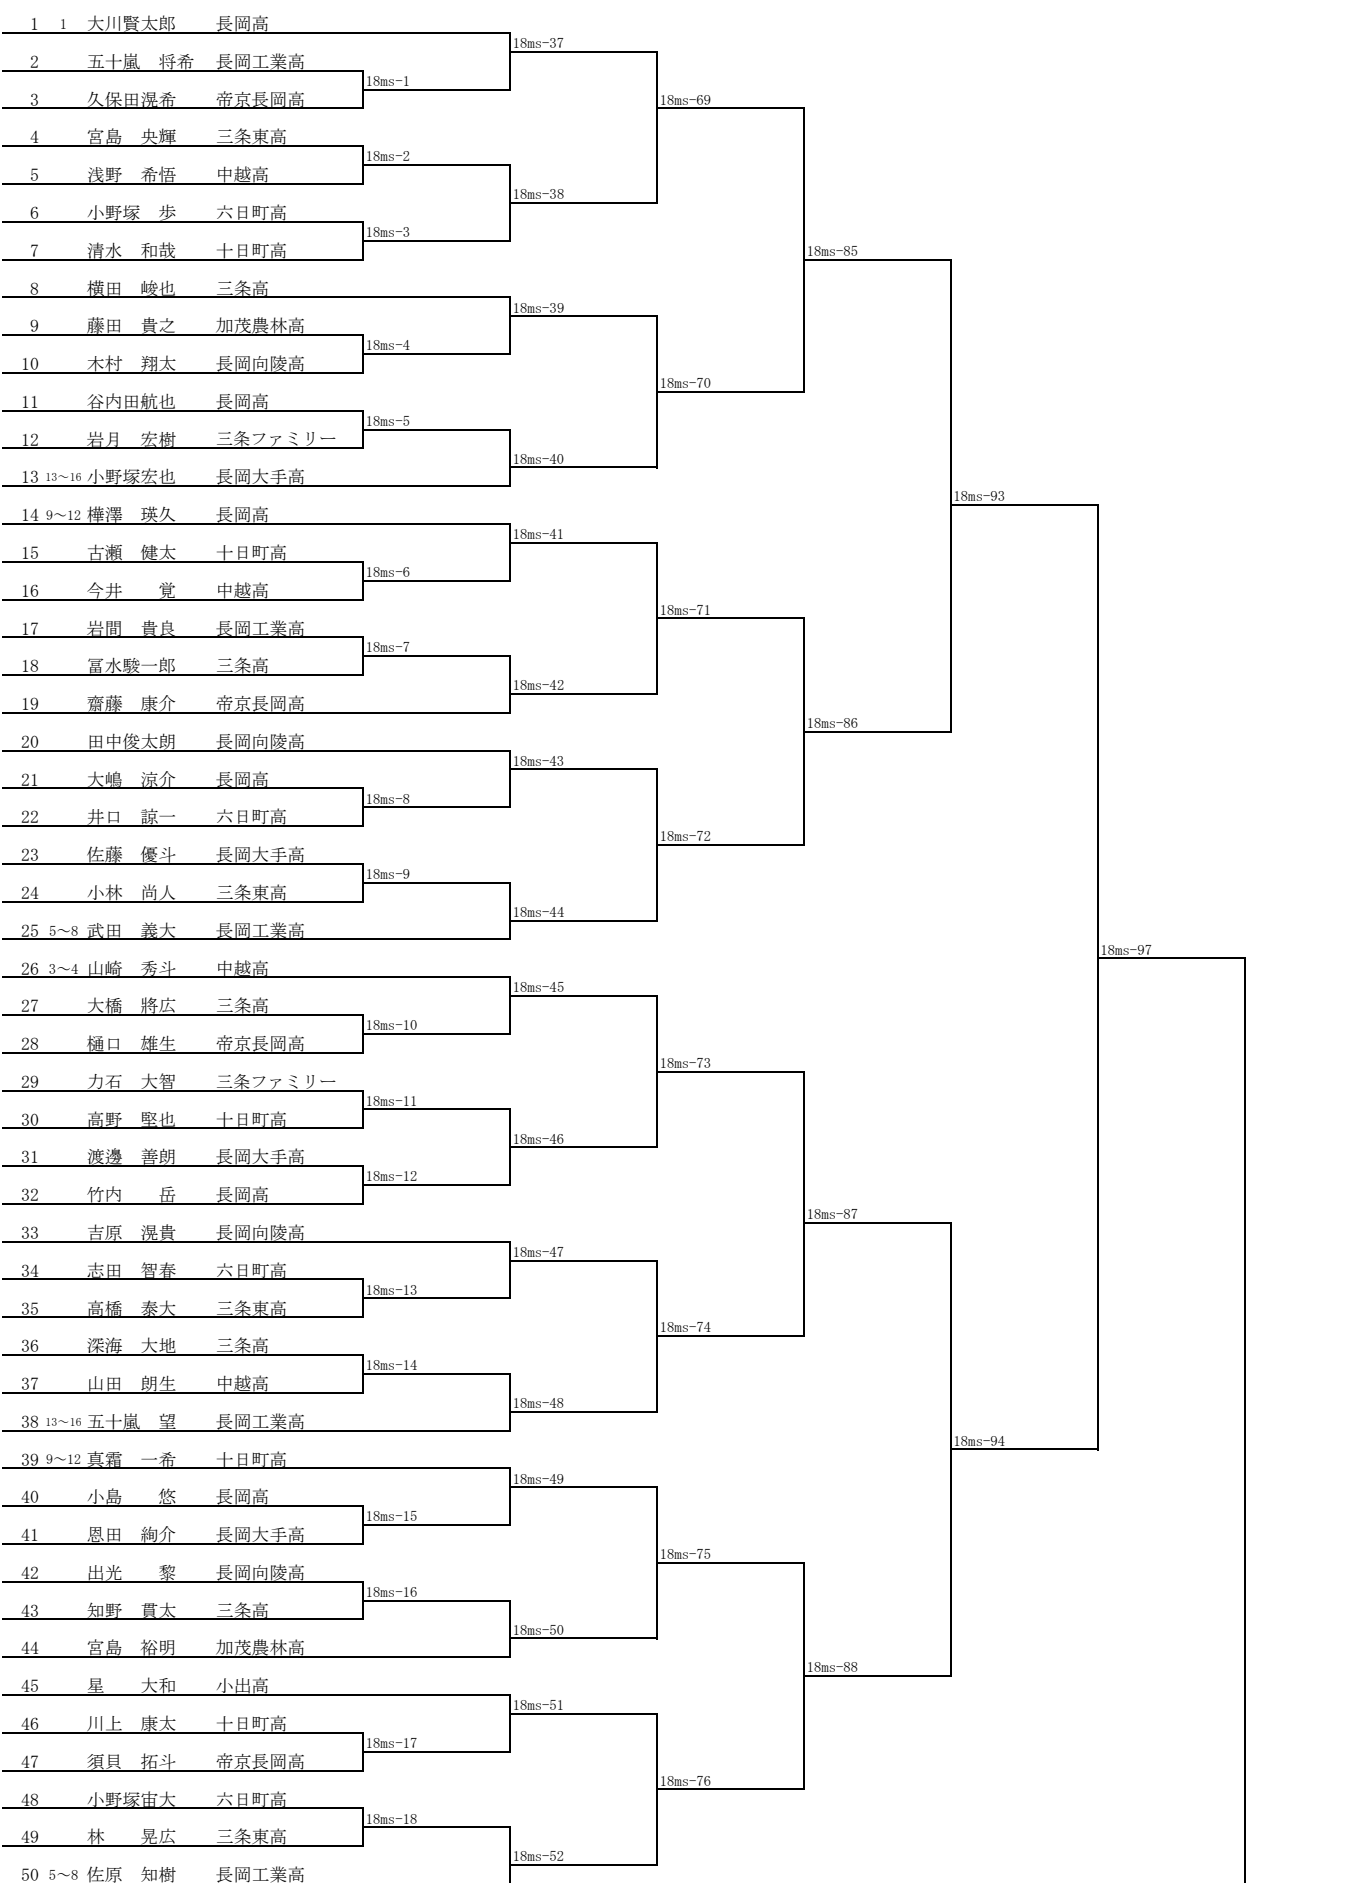 1 1 大川賢太郎 長岡高
18ms-37
2 五十嵐 将希 長岡工業高
18ms-1
3 久保田滉希 帝京長岡高
18ms-69
4 宮島 央輝 三条東高
18ms-2
5 浅野 希悟 中越高
18ms-38
6 小野塚 歩 六日町高
18ms-3
7 清水 和哉 十日町高
18ms-85
8 横田 峻也 三条高
18ms-39
9 藤田 貴之 加茂農林高
18ms-4
10 木村 翔太 長岡向陵高
18ms-70
11 谷内田航也 長岡高
18ms-5
12 岩月 宏樹 三条ファミリー
18ms-40
13 13~16 小野塚宏也 長岡大手高
18ms-93
14 9~12 樺澤 瑛久 長岡高
18ms-41
15 古瀬 健太 十日町高
18ms-6
16 今井 覚 中越高
18ms-71
17 岩間 貴良 長岡工業高
18ms-7
18 冨水駿一郎 三条高
18ms-42
19 齋藤 康介 帝京長岡高
18ms-86
20 田中俊太朗 長岡向陵高
18ms-43
21 大嶋 涼介 長岡高
18ms-8
22 井口 諒一 六日町高
18ms-72
23 佐藤 優斗 長岡大手高
18ms-9
24 小林 尚人 三条東高
18ms-44
25 5~8 武田 義大 長岡工業高
18ms-97
26 3~4 山崎 秀斗 中越高
18ms-45
27 大橋 將広 三条高
18ms-10
28 樋口 雄生 帝京長岡高
18ms-73
29 力石 大智 三条ファミリー
18ms-11
30 高野 堅也 十日町高
18ms-46
31 渡邊 善朗 長岡大手高
18ms-12
32 竹内 岳 長岡高
18ms-87
33 吉原 滉貴 長岡向陵高
18ms-47
34 志田 智春 六日町高
18ms-13
35 高橋 泰大 三条東高
18ms-74
36 深海 大地 三条高
18ms-14
37 山田 朗生 中越高
18ms-48
38 13~16 五十嵐 望 長岡工業高
18ms-94
39 9~12 真霜 一希 十日町高
18ms-49
40 小島 悠 長岡高
18ms-15
41 恩田 絢介 長岡大手高
18ms-75
42 出光 黎 長岡向陵高
18ms-16
43 知野 貫太 三条高
18ms-50
44 宮島 裕明 加茂農林高
18ms-88
45 星 大和 小出高
18ms-51
46 川上 康太 十日町高
18ms-17
47 須貝 拓斗 帝京長岡高
18ms-76
48 小野塚宙大 六日町高
18ms-18
49 林 晃広 三条東高
18ms-52
50 5~8 佐原 知樹 長岡工業高